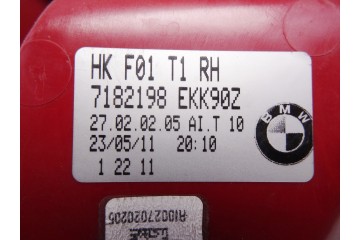 HK F01 T1 RH
7182198 EKK90Z
27.02.02.05 AI.T 10
23/05/11 20:10
1 22 11
BMW
A10027020205